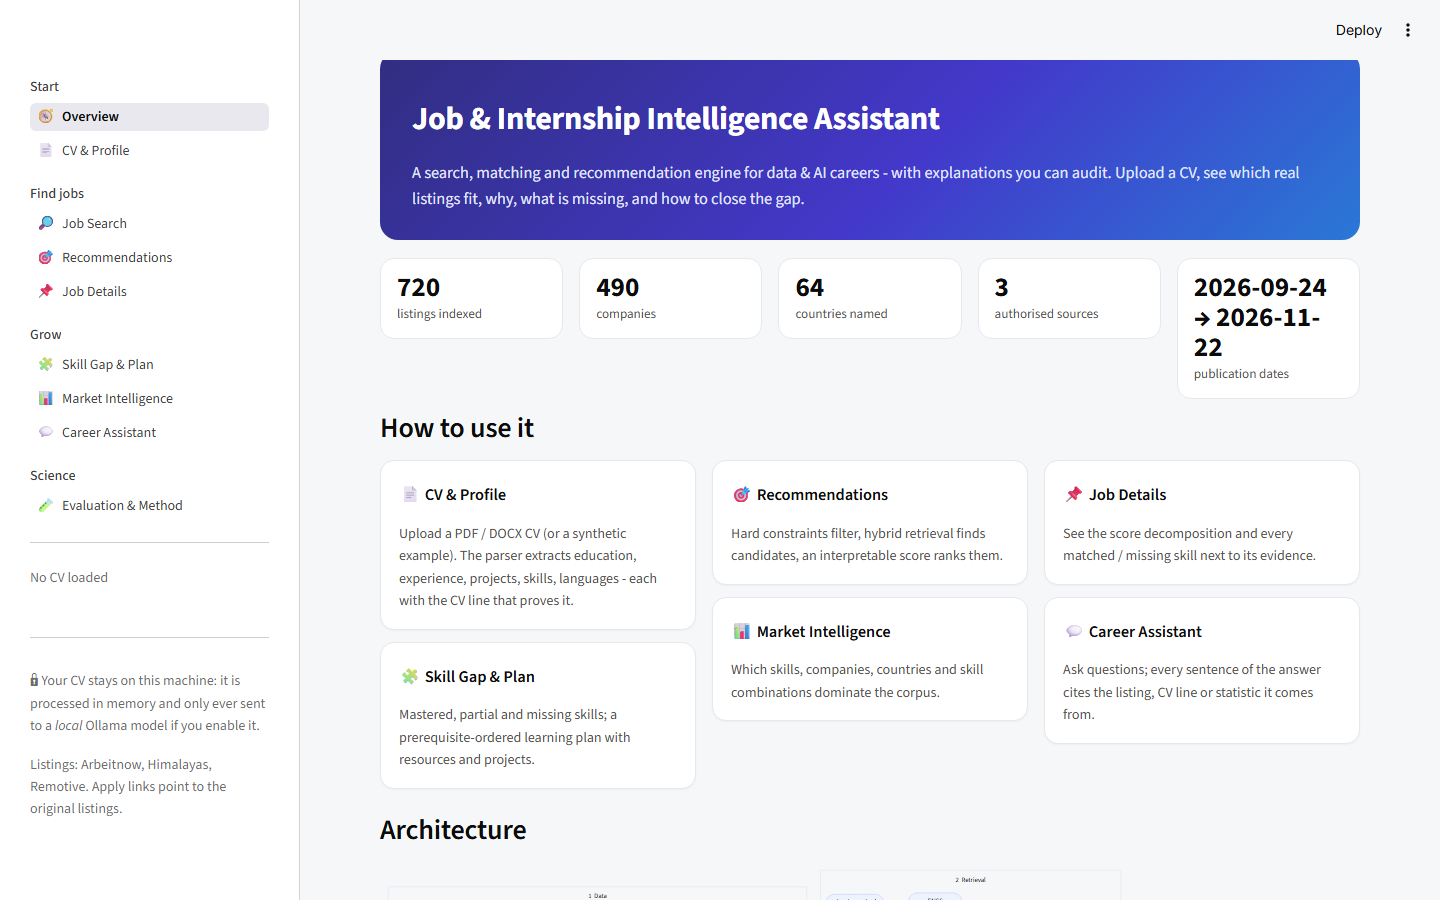 Deploy
Start
Overview
CV & Profile
Find jobs
Job Search
Recommendations
Job Details
Grow
Skill Gap & Plan
Market Intelligence
Career Assistant
Science
Evaluation & Method
No CV loaded
Your CV stays on this machine: it is
processed in memory and only ever sent
to a local Ollama model if you enable it.
Listings: Arbeitnow, Himalayas,
Remotive. Apply links point to the
original listings.
Job & Internship Intelligence Assistant
A search, matching and recommendation engine for data & AI careers - with explanations you can audit. Upload a CV, see which real
listings fit, why, what is missing, and how to close the gap.
720
listings indexed
490
companies
64
countries named
3
authorised sources
2026-09-24
→ 2026-11-
22
publication dates
How to use it
CV & Profile
Upload a PDF / DOCX CV (or a synthetic
example). The parser extracts education,
experience, projects, skills, languages - each
with the CV line that proves it.
Skill Gap & Plan
Mastered, partial and missing skills; a
prerequisite-ordered learning plan with
resources and projects.
Recommendations
Hard constraints filter, hybrid retrieval finds
candidates, an interpretable score ranks them.
Market Intelligence
Which skills, companies, countries and skill
combinations dominate the corpus.
Job Details
See the score decomposition and every
matched / missing skill next to its evidence.
Career Assistant
Ask questions; every sentence of the answer
cites the listing, CV line or statistic it comes
from.
Architecture
1 Data
2 Retrieval